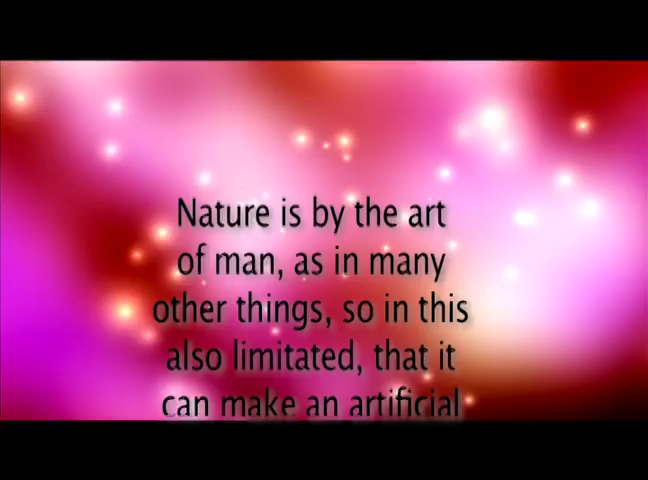 Nature is by the art
of man, as in many
other things, so in this
also limitated, that it
can make an artificial